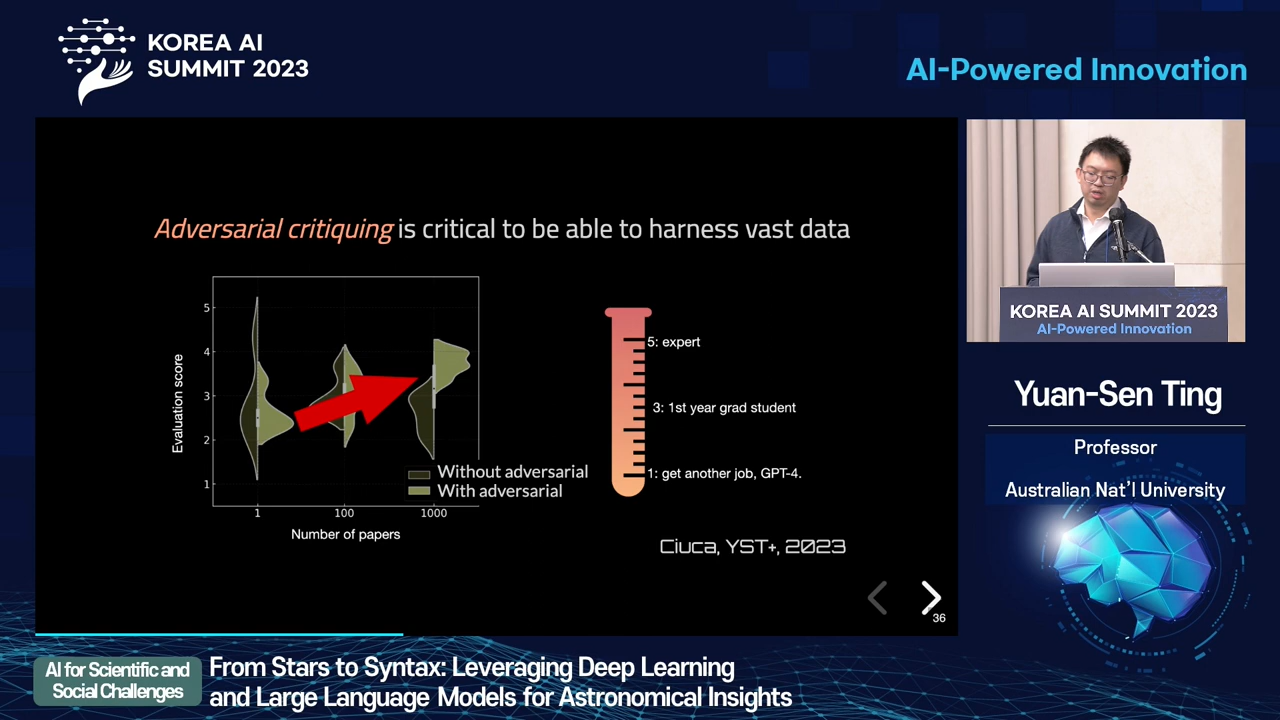 KOREA AI
SUMMIT 2023
AI-Powered Innovation
Adversarial critiquing is critical to be able to harness vast data
5
4
3
2
1
Evaluation score
1
100
1000
Number of papers
Without adversarial
With adversarial
5: expert
3: 1st year grad student
1: get another job, GPT-4.
Ciuca, YST+, 2023
36
KOREA AI SUMMIT 2023
AI-Powered Innovation
Yuan-Sen Ting
Professor
Australian Nat'l University
AI for Scientific and
Social Challenges
From Stars to Syntax: Leveraging Deep Learning
and Large Language Models for Astronomical Insights